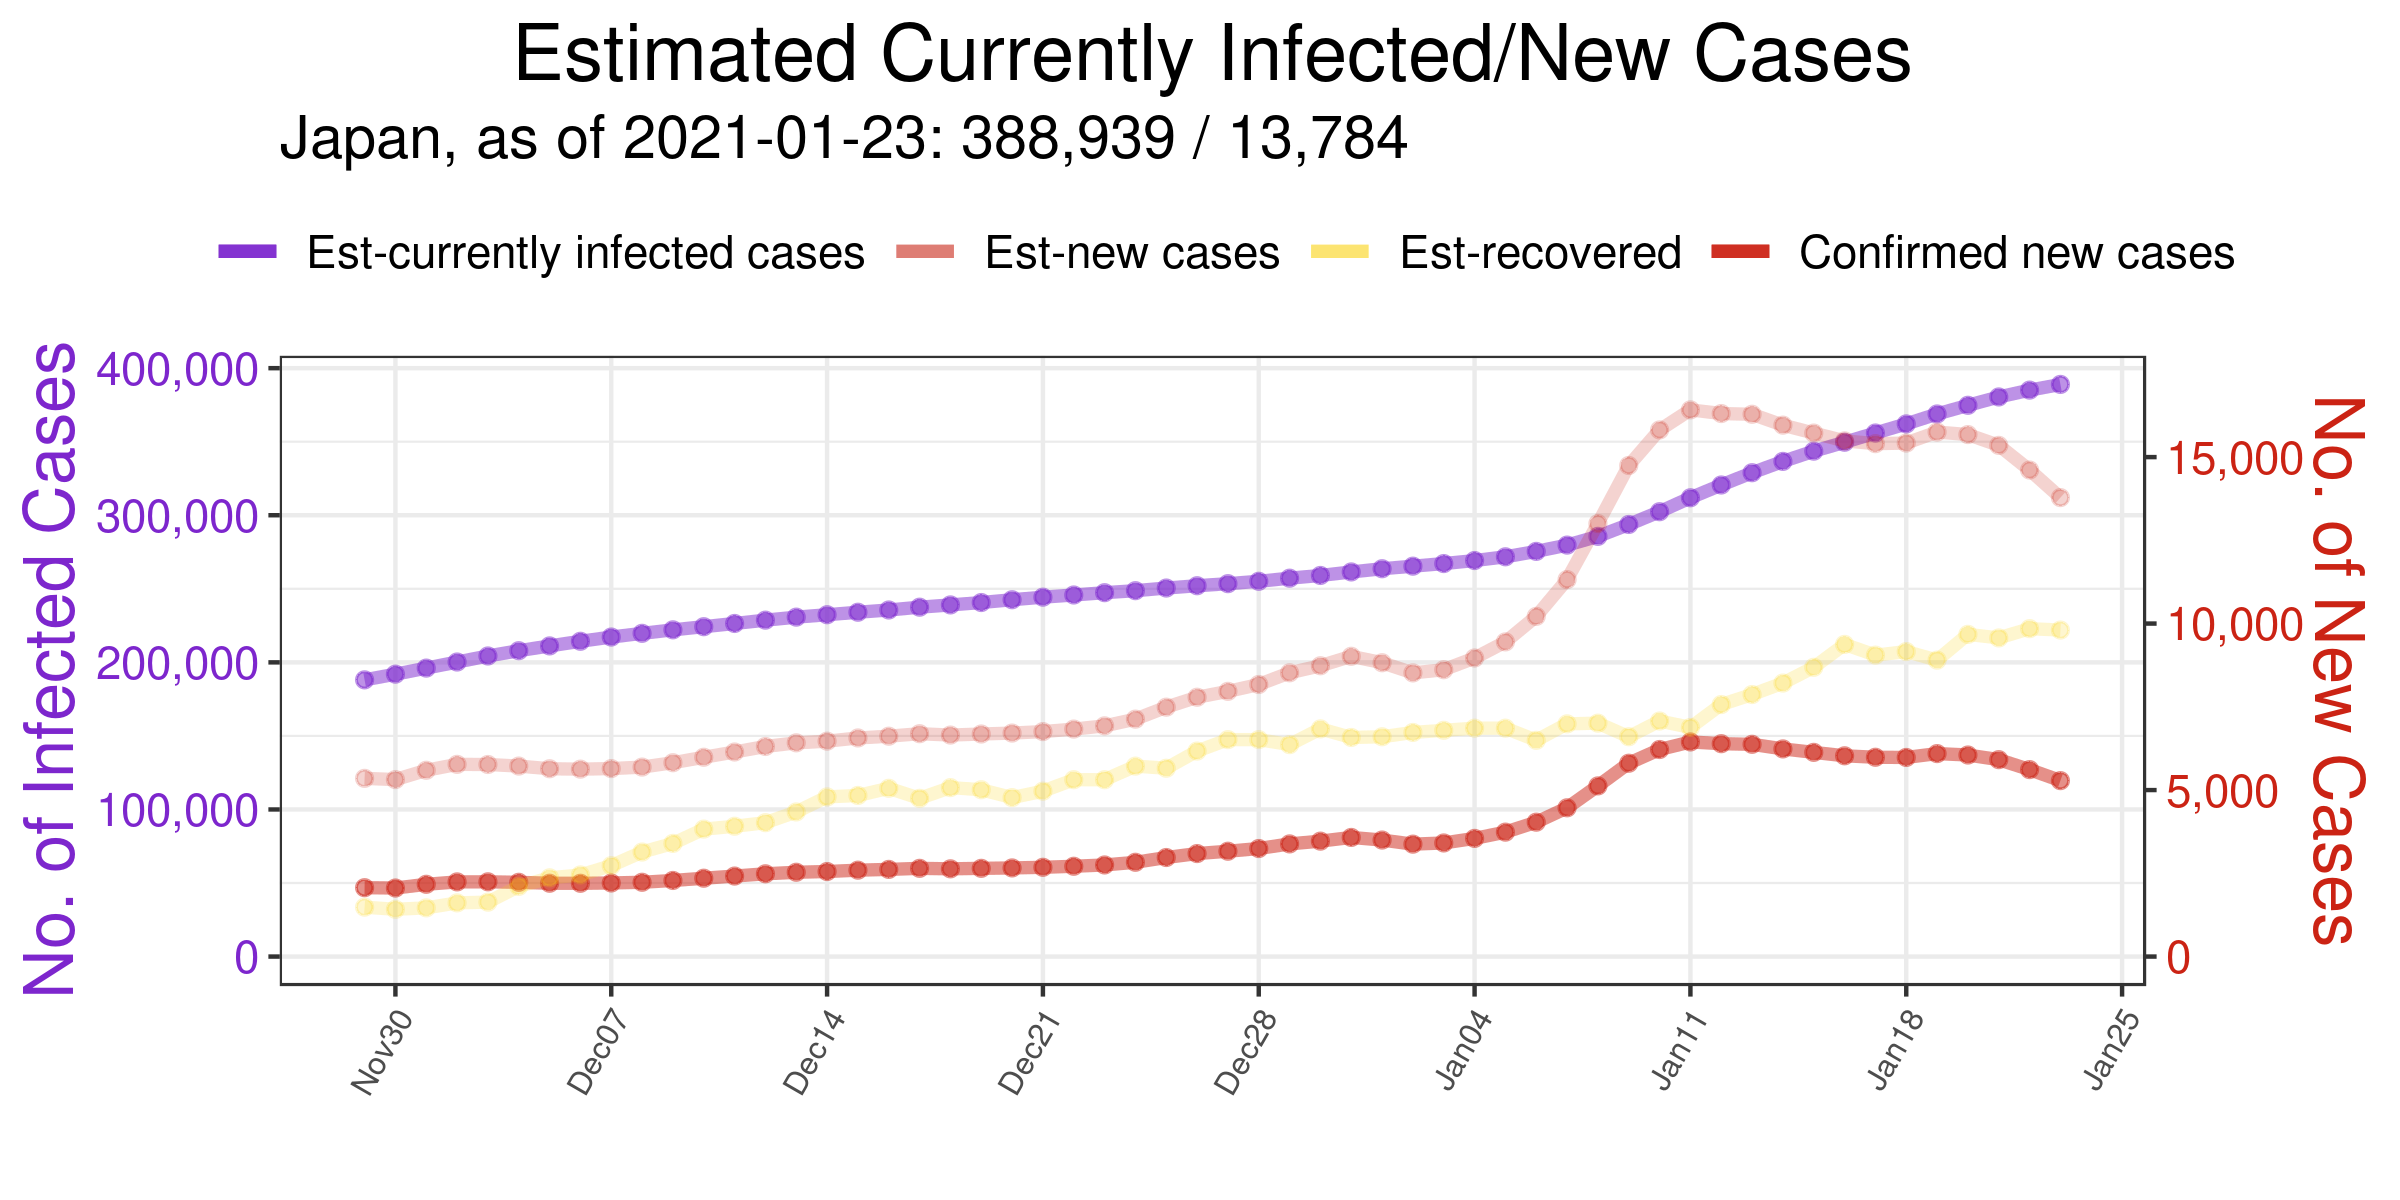 Estimated Currently Infected/New Cases
Japan, as of 2021-01-23: 388,939 / 13,784
Est-currently infected cases Est-new cases Est-recovered Confirmed new cases
No. of Infected Cases
400,000
300,000
200,000
100,000
0
No. of New Cases
15,000
10,000
5,000
0
Nov30 Dec07 Dec14 Dec21 Dec28 Jan04 Jan11 Jan18 Jan25